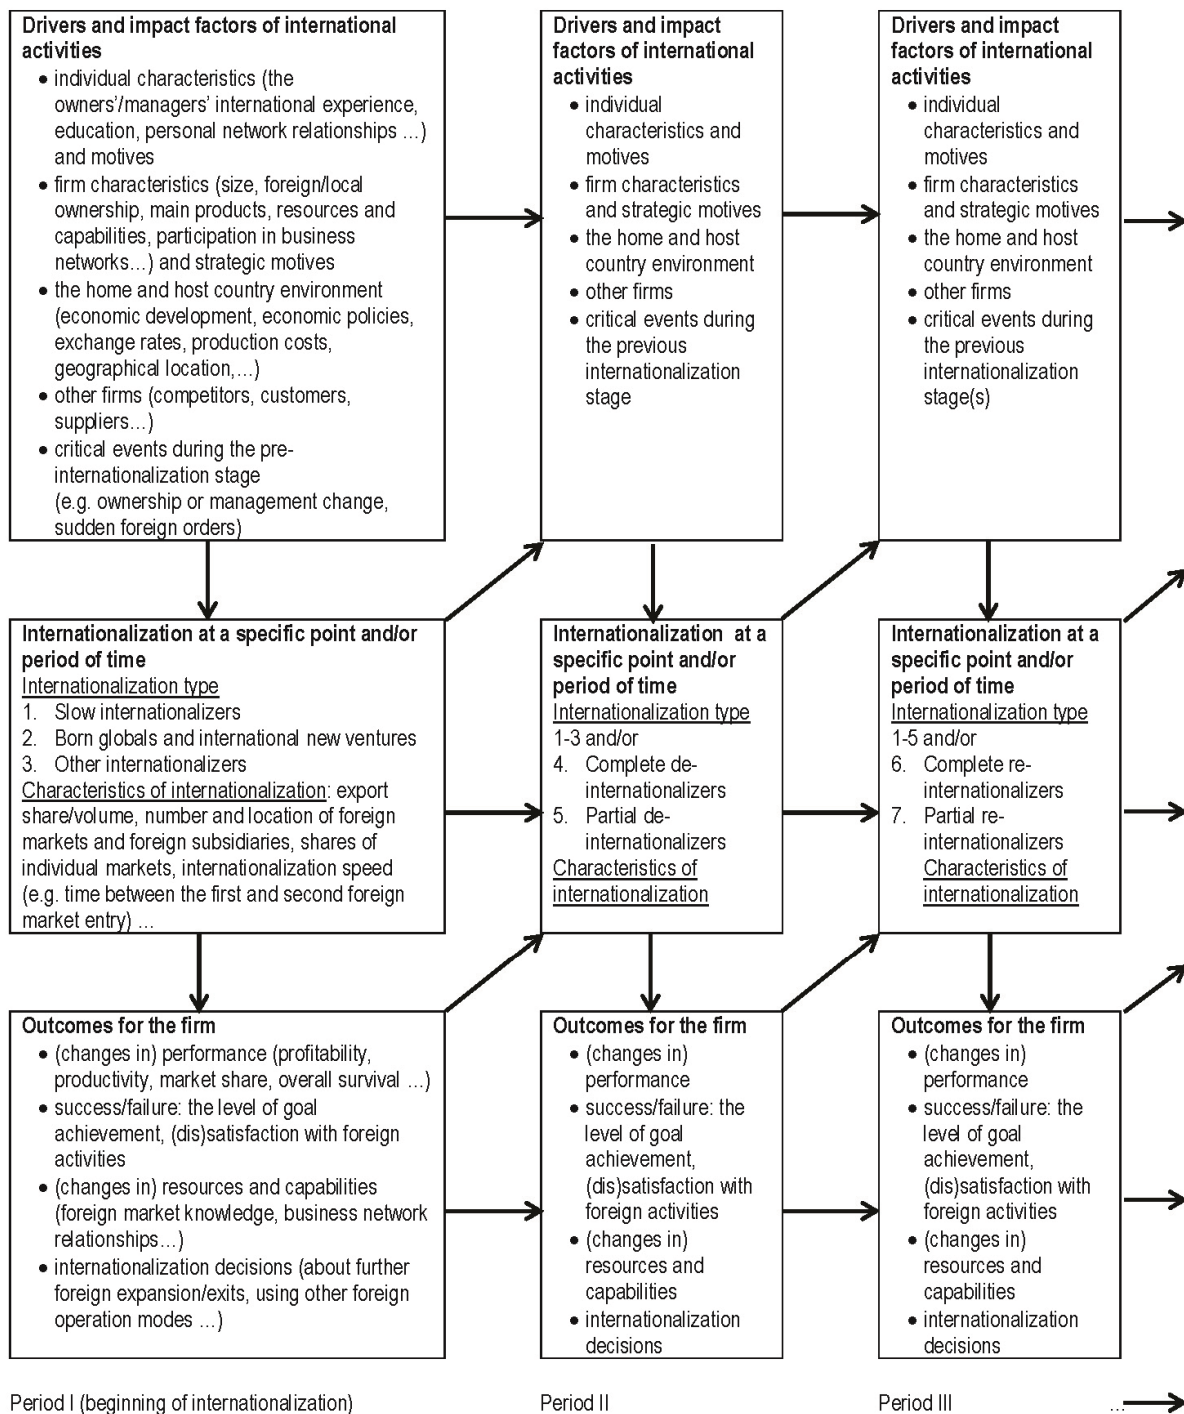 Drivers and impact factors of international
activities
• individual characteristics (the
owners'/managers' international experience,
education, personal network relationships …)
and motives
• firm characteristics (size, foreign/local
ownership, main products, resources and
capabilities, participation in business
networks…) and strategic motives
• the home and host country environment
(economic development, economic policies,
exchange rates, production costs,
geographical location,…)
• other firms (competitors, customers,
suppliers…)
• critical events during the pre-
internationalization stage
(e.g. ownership or management change,
sudden foreign orders)
Drivers and impact
factors of international
activities
• individual
characteristics and
motives
• firm characteristics
and strategic motives
• the home and host
country environment
• other firms
• critical events during
the previous
internationalization
stage
Drivers and impact
factors of international
activities
• individual
characteristics and
motives
• firm characteristics
and strategic motives
• the home and host
country environment
• other firms
• critical events during
the previous
internationalization
stage(s)
Internationalization at a specific point and/or
period of time
Internationalization type
1. Slow internationalizers
2. Born globals and international new ventures
3. Other internationalizers
Characteristics of internationalization: export
share/volume, number and location of foreign
markets and foreign subsidiaries, shares of
individual markets, internationalization speed
(e.g. time between the first and second foreign
market entry) …
Internationalization at a
specific point and/or
period of time
Internationalization type
1-3 and/or
4. Complete de-
internationalizers
5. Partial de-
internationalizers
Characteristics of
internationalization
Internationalization at a
specific point and/or
period of time
Internationalization type
1-5 and/or
6. Complete re-
internationalizers
7. Partial re-
internationalizers
Characteristics of
internationalization
Outcomes for the firm
• (changes in) performance (profitability,
productivity, market share, overall survival …)
• success/failure: the level of goal
achievement, (dis)satisfaction with foreign
activities
• (changes in) resources and capabilities
(foreign market knowledge, business network
relationships…)
• internationalization decisions (about further
foreign expansion/exits, using other foreign
operation modes …)
Outcomes for the firm
• (changes in)
performance
• success/failure: the
level of goal
achievement,
(dis)satisfaction with
foreign activities
• (changes in)
resources and
capabilities
• internationalization
decisions
Outcomes for the firm
• (changes in)
performance
• success/failure: the
level of goal
achievement,
(dis)satisfaction with
foreign activities
• (changes in)
resources and
capabilities
• internationalization
decisions
Period I (beginning of internationalization)
Period II
Period III
…